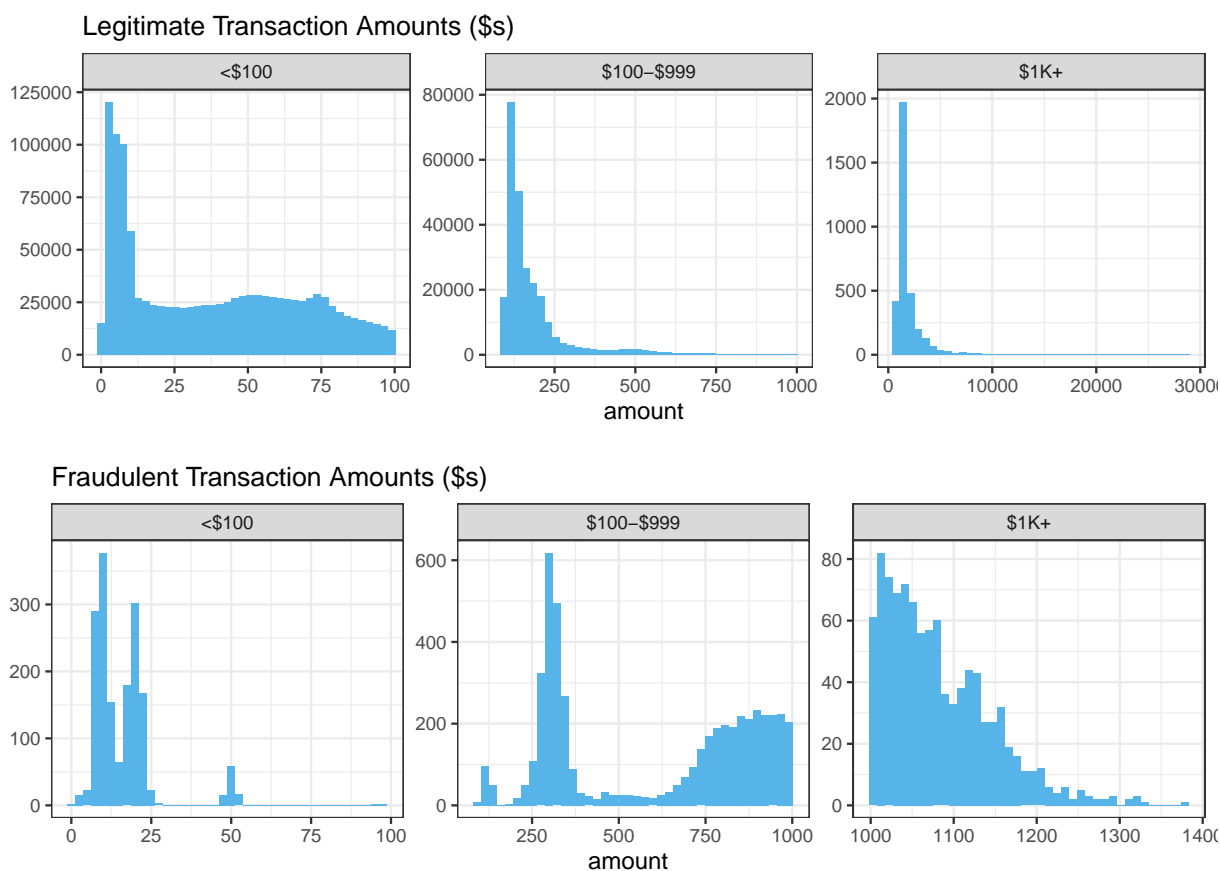 Legitimate Transaction Amounts ($s)
<$100
$100−$999
$1K+
125000
100000
75000
50000
25000
0
80000
60000
40000
20000
0
2000
1500
1000
500
0
0 25 50 75 100
250 500 750 1000
0 10000 20000 30000
amount
Fraudulent Transaction Amounts ($s)
<$100
$100−$999
$1K+
300
200
100
0
600
400
200
0
80
60
40
20
0
0 25 50 75 100
250 500 750 1000
1000 1100 1200 1300 1400
amount